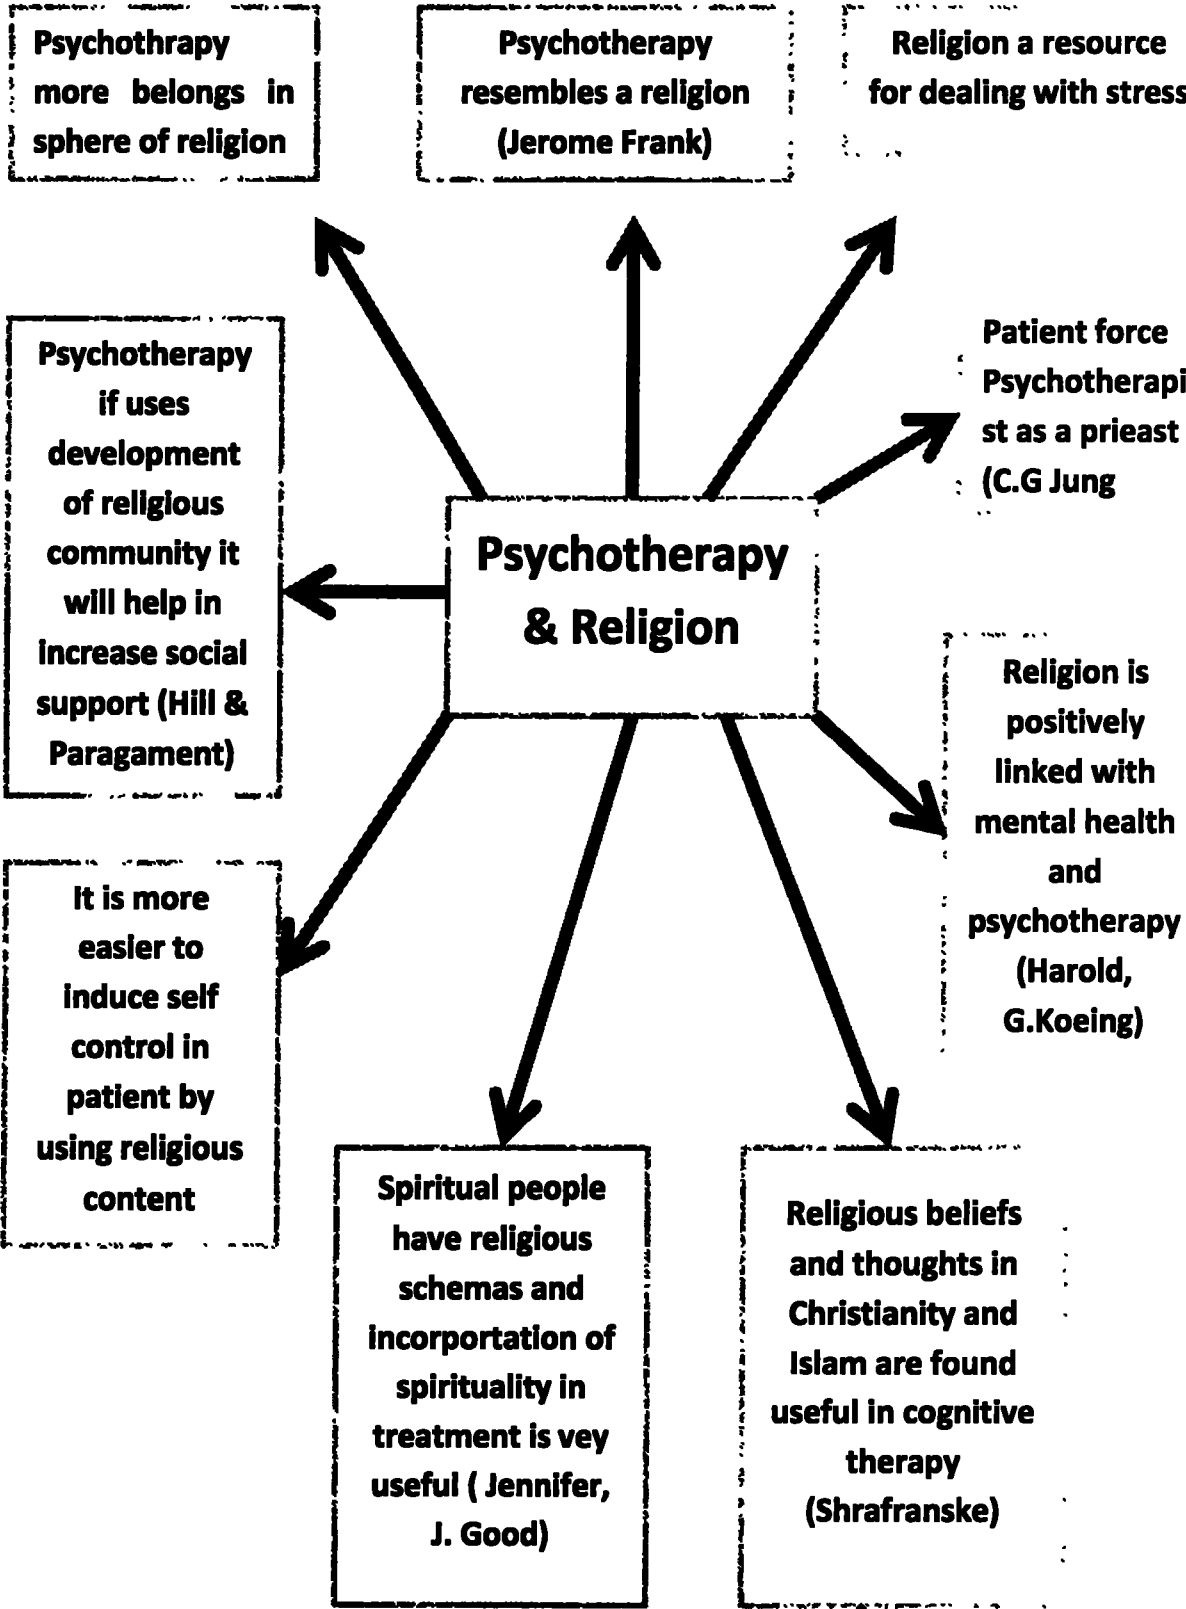 Psychothrapy
more belongs in
sphere of religion
Psychotherapy
resembles a religion
(Jerome Frank)
Religion a resource
for dealing with stress
Patient force
Psychotherapi
st as a prieast
(C.G Jung
Psychotherapy
if uses
development
of religious
community it
will help in
increase social
support (Hill &
Paragament)
Psychotherapy
& Religion
Religion is
positively
linked with
mental health
and
psychotherapy
(Harold,
G.Koeing)
It is more
easier to
induce self
control in
patient by
using religious
content
Spiritual people
have religious
schemas and
incorportation of
spirituality in
treatment is vey
useful ( Jennifer,
J. Good)
Religious beliefs
and thoughts in
Christianity and
Islam are found
useful in cognitive
therapy
(Shrafranske)